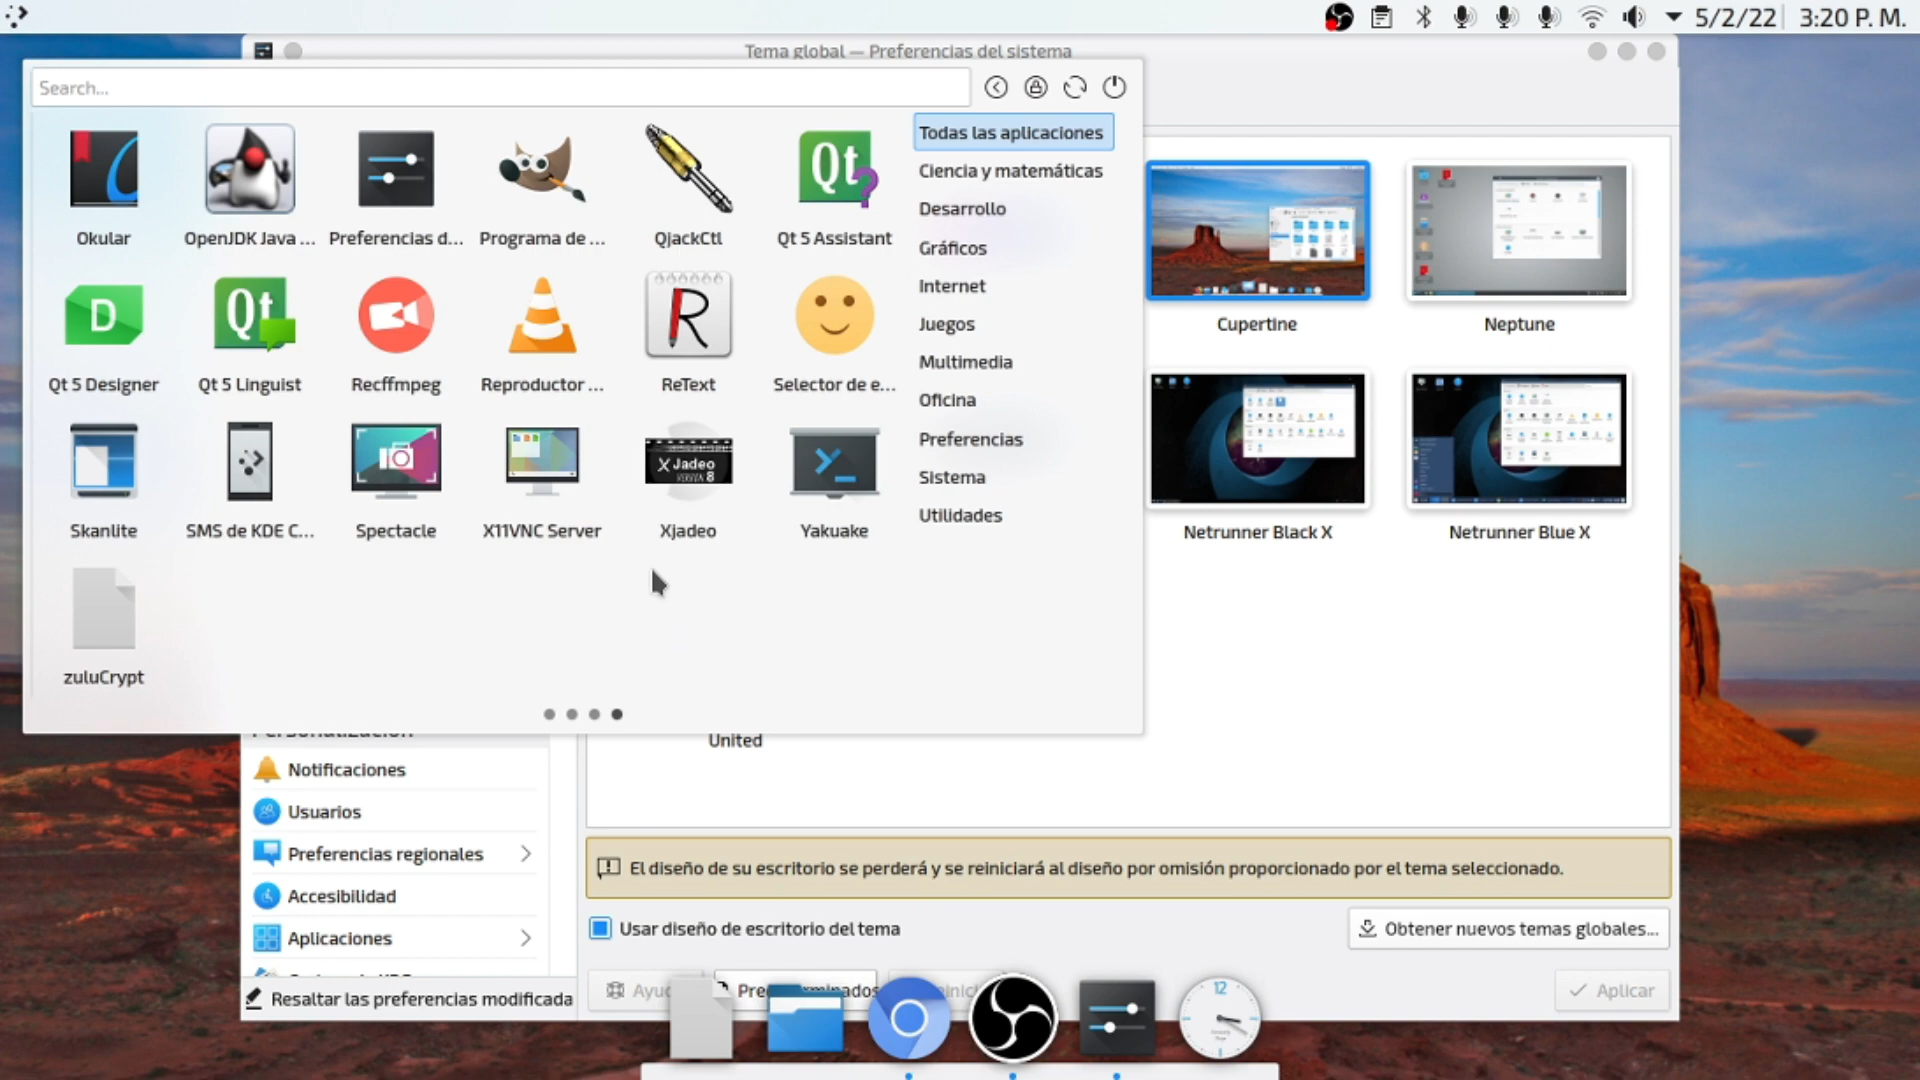 5/2/22 3:20 P. M.
Tema global — Preferencias del sistema
Search...
Okular
OpenJDK Java ...
Preferencias d...
Programa de ...
QjackCtl
Qt 5 Assistant
Qt 5 Designer
Qt 5 Linguist
Recffmpeg
Reproductor ...
ReText
Selector de e...
Skanlite
SMS de KDE C...
Spectacle
X11VNC Server
X Jadeo
VERSION 8
Xjadeo
Yakuake
zuluCrypt
Todas las aplicaciones
Ciencia y matemáticas
Desarrollo
Gráficos
Internet
Juegos
Multimedia
Oficina
Preferencias
Sistema
Utilidades
Cupertine
Neptune
Netrunner Black X
Netrunner Blue X
United
Personalización
Notificaciones
Usuarios
Preferencias regionales
Accesibilidad
Aplicaciones
Resaltar las preferencias modificada
El diseño de su escritorio se perderá y se reiniciará al diseño por omisión proporcionado por el tema seleccionado.
Usar diseño de escritorio del tema
Obtener nuevos temas globales...
Aplicar
12